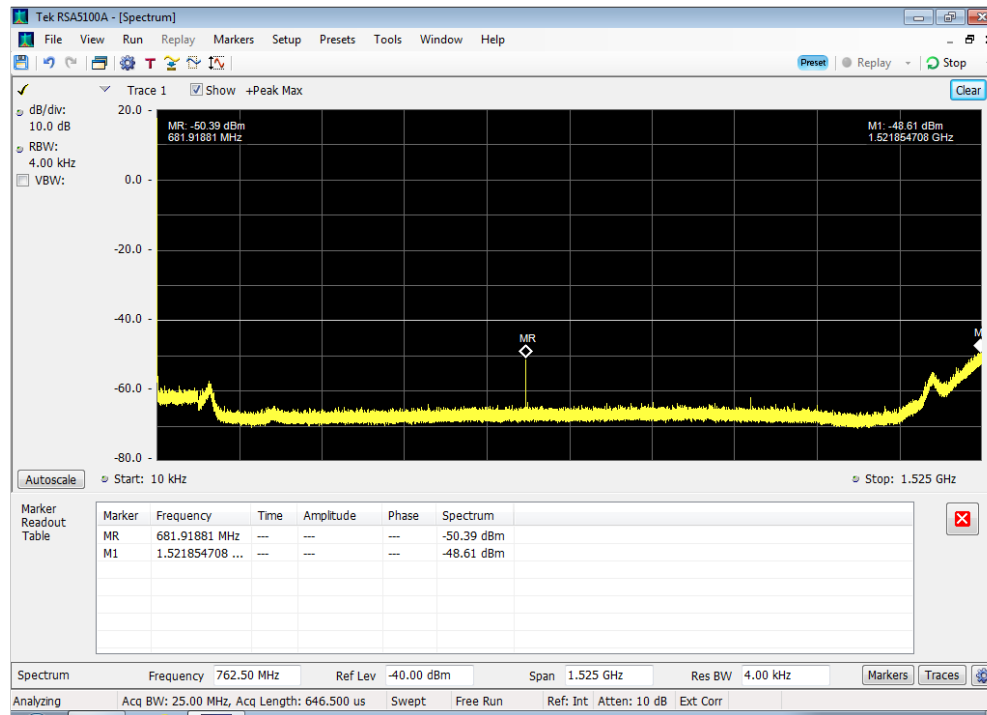 Tek RSA5100A - [Spectrum]
File View Run Replay Markers Setup Presets Tools Window Help
T Preset Replay Stop
Trace 1 Show +Peak Max Clear
dB/div:
10.0 dB
RBW:
4.00 kHz
VBW:
20.0
0.0
-20.0
-40.0
-60.0
-80.0
MR: -50.39 dBm
681.91881 MHz
M1: -48.61 dBm
1.521854708 GHz
MR
M
Autoscale Start: 10 kHz Stop: 1.525 GHz
Marker
Readout
Table
Marker Frequency Time Amplitude Phase Spectrum
MR 681.91881 MHz --- --- --- -50.39 dBm
M1 1.521854708 ... --- --- --- -48.61 dBm
Spectrum Frequency 762.50 MHz Ref Lev -40.00 dBm Span 1.525 GHz Res BW 4.00 kHz Markers Traces
Analyzing Acq BW: 25.00 MHz, Acq Length: 646.500 us Swept Free Run Ref: Int Atten: 10 dB Ext Corr